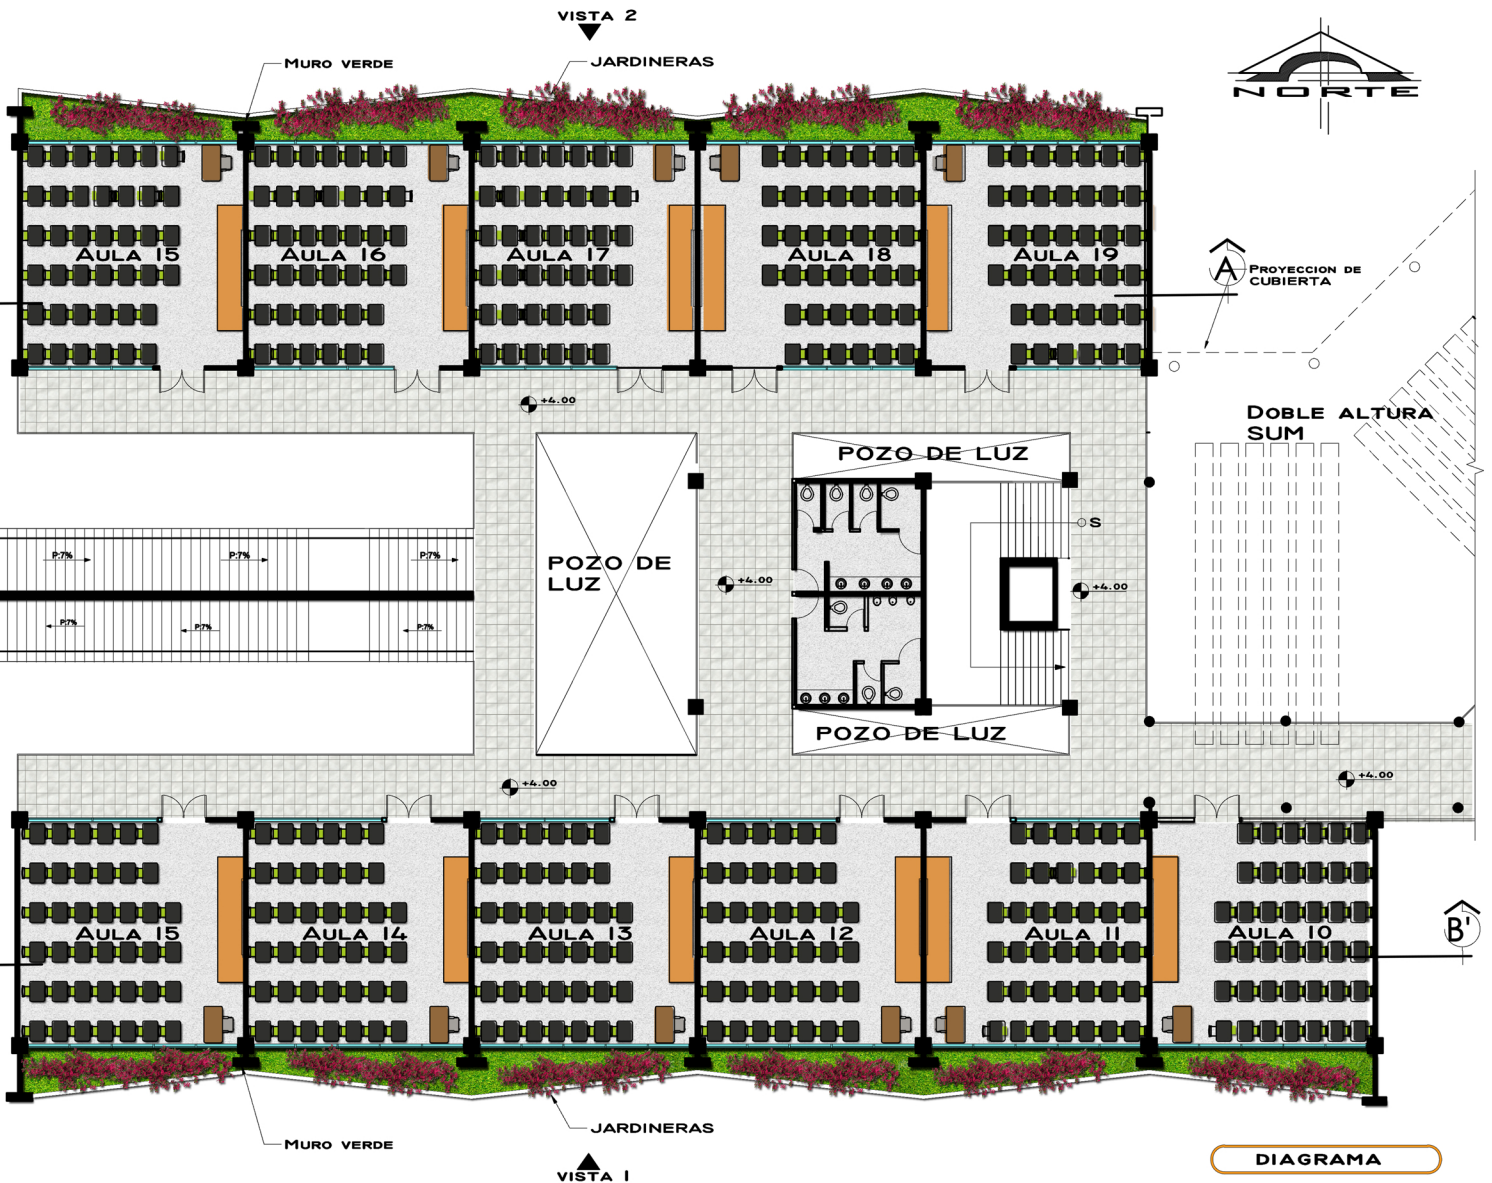 VISTA 2
MURO VERDE
JARDINERAS
NORTE
AULA 15
AULA 16
AULA 17
AULA 18
AULA 19
A
PROYECCION DE
CUBIERTA
+4.00
DOBLE ALTURA
SUM
POZO DE LUZ
S
P:7%
P:7%
P:7%
POZO DE
LUZ
+4.00
+4.00
P:7%
P:7%
P:7%
POZO DE LUZ
+4.00
+4.00
AULA 15
AULA 14
AULA 13
AULA 12
AULA 11
AULA 10
B'
MURO VERDE
JARDINERAS
VISTA 1
DIAGRAMA